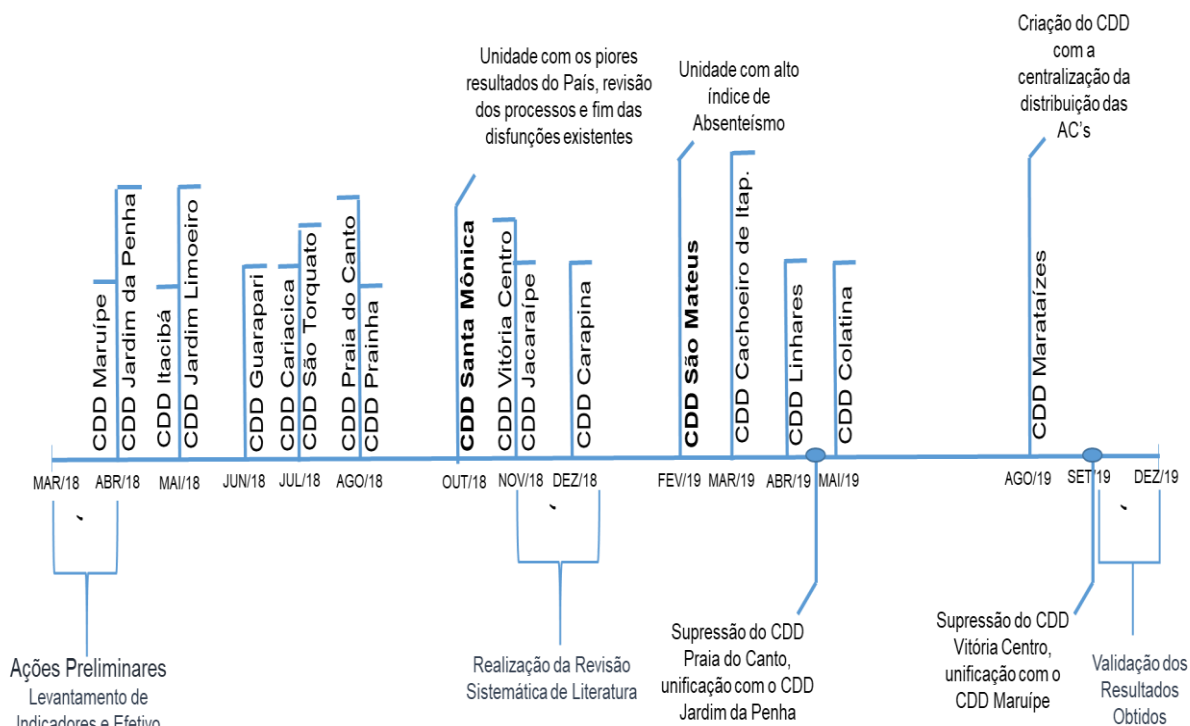 Unidade com os piores
resultados do País, revisão
dos processos e fim das
disfunções existentes
Unidade com alto
índice de
Absenteísmo
Criação do CDD
com a
centralização da
distribuição das
AC's
CDD Maruípe
CDD Jardim da Penha
CDD Itacibá
CDD Jardim Limoeiro
CDD Guarapari
CDD Cariacica
CDD São Torquato
CDD Praia do Canto
CDD Prainha
CDD Santa Mônica
CDD Vitória Centro
CDD Jacaraípe
CDD Carapina
CDD São Mateus
CDD Cachoeiro de Itap.
CDD Linhares
CDD Colatina
CDD Marataízes
MAR/18 ABR/18 MAI/18 JUN/18 JUL/18 AGO/18 OUT/18 NOV/18 DEZ/18 FEV/19 MAR/19 ABR/19 MAI/19 AGO/19 SET/19 DEZ/19
Ações Preliminares
Levantamento de
Indicadores e Efetivo
Realização da Revisão
Sistemática de Literatura
Supressão do CDD
Praia do Canto,
unificação com o CDD
Jardim da Penha
Supressão do CDD
Vitória Centro,
unificação com o
CDD Maruípe
Validação dos
Resultados
Obtidos